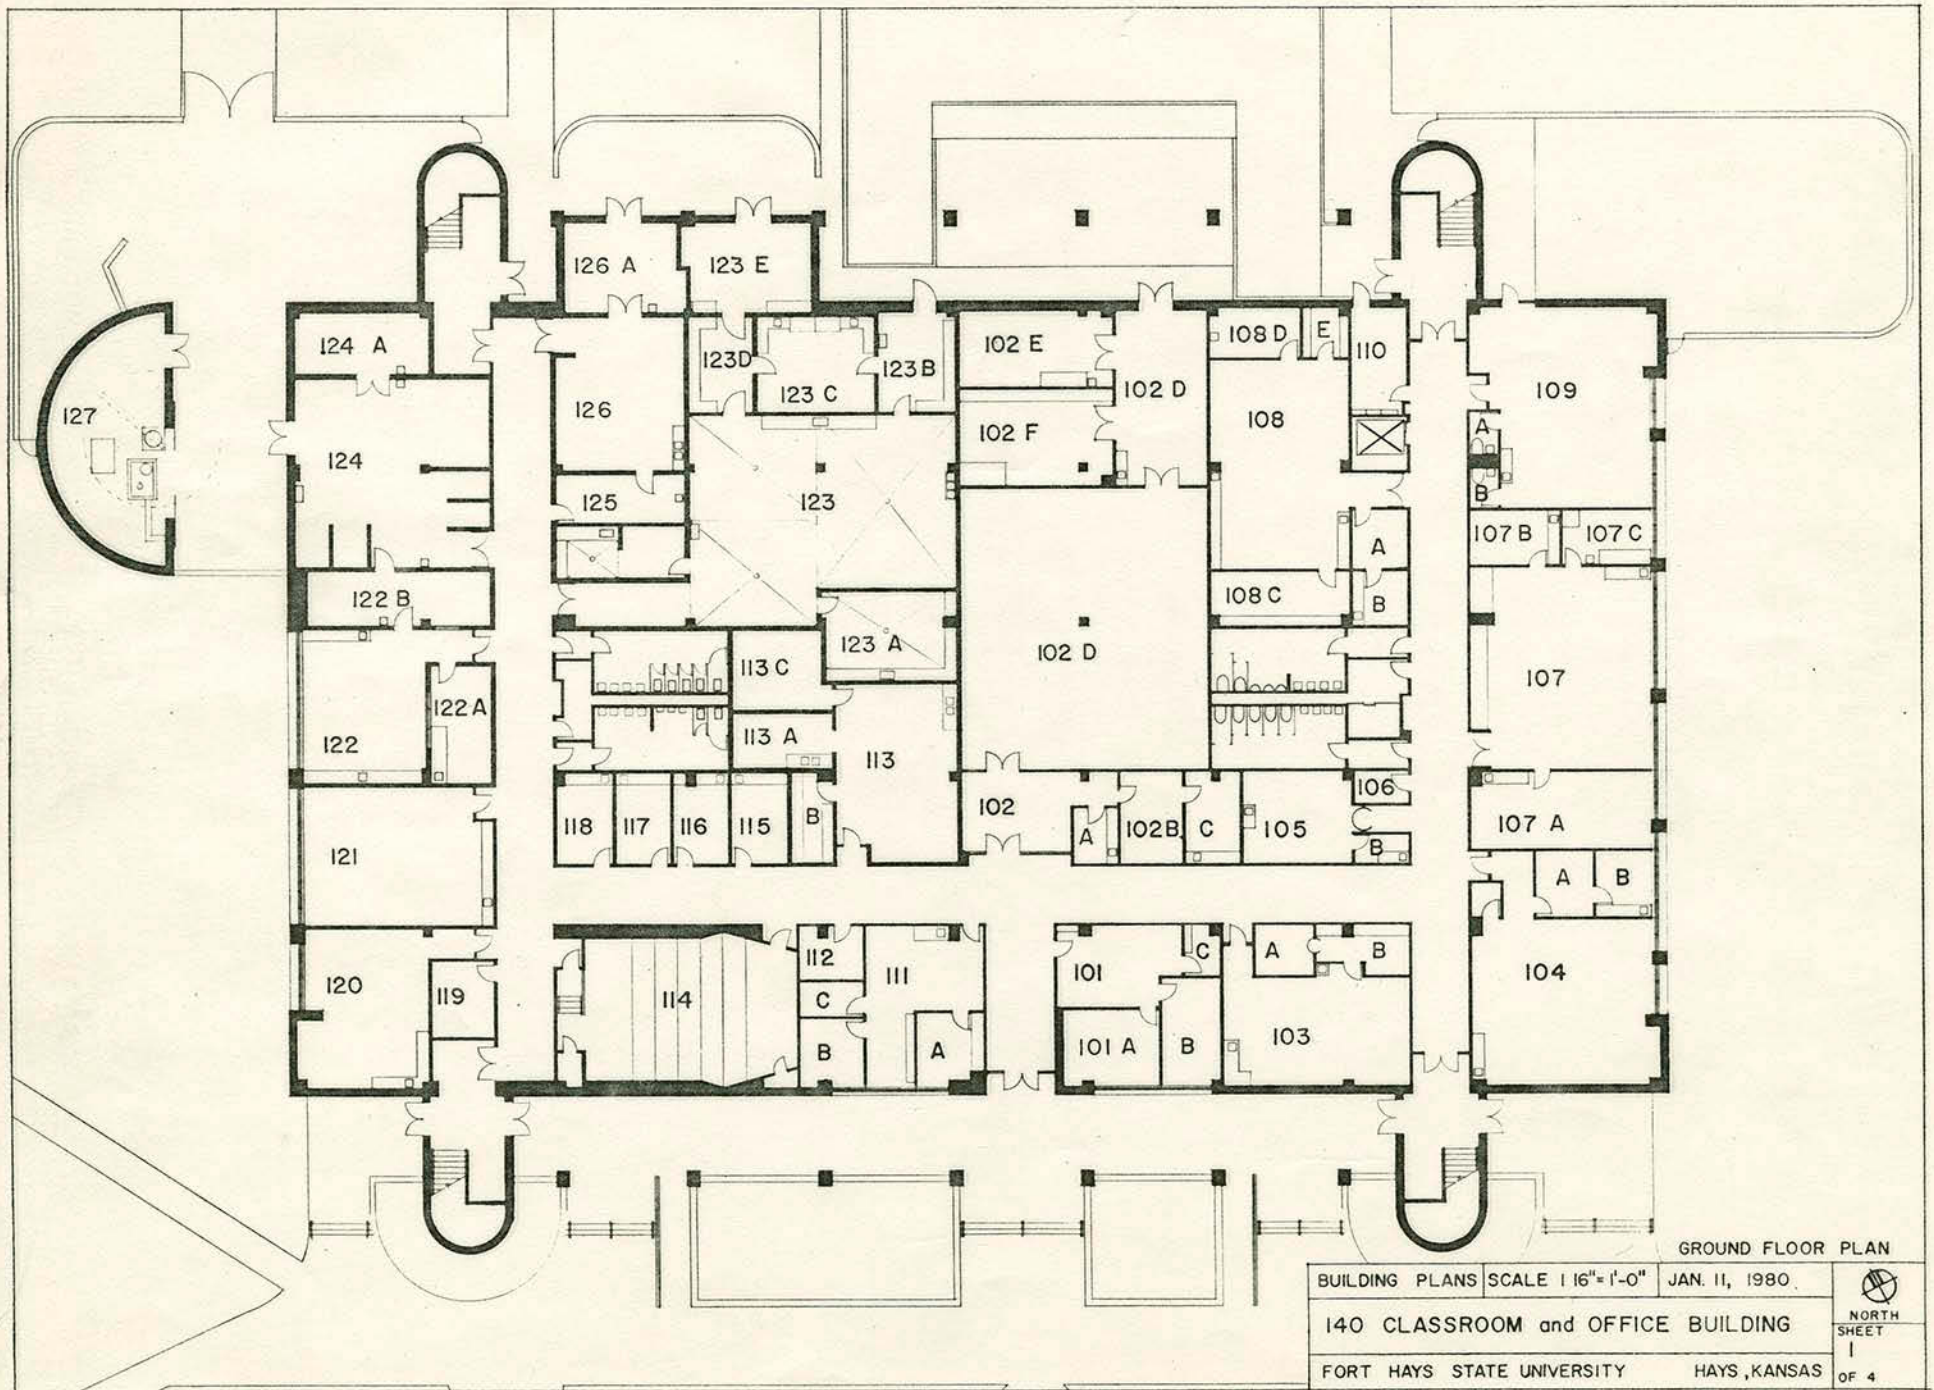 126 A
123 E
124 A
123D
123 C
123B
102 E
102 D
108 D
E
110
127
126
102 F
108
109
A
124
125
123
B
107 B
107 C
A
122 B
108 C
B
123 A
113 C
102 D
107
122A
113 A
122
113
118
117
116
115
B
102
A
102B
C
105
106
B
107 A
121
A
B
120
119
114
112
C
B
111
A
101
C
101 A
B
A
B
103
104
GROUND FLOOR PLAN
BUILDING PLANS
SCALE 1 16"=1'-0"
JAN. 11, 1980
140 CLASSROOM and OFFICE BUILDING
NORTH
SHEET
1
OF 4
FORT HAYS STATE UNIVERSITY
HAYS, KANSAS